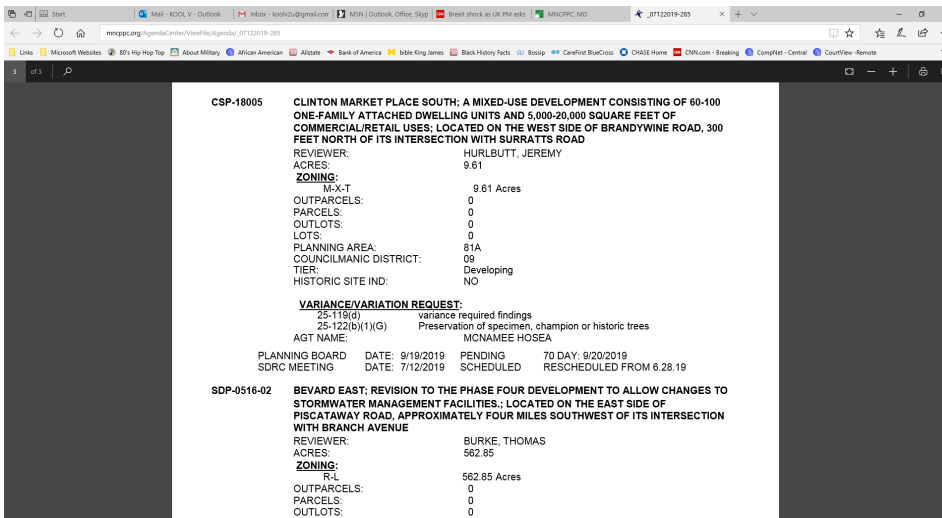 Start
Mail - KOOL V - Outlook
Inbox - koolv2u@gmail.com
MSN | Outlook, Office, Skyp
Brexit shock as UK PM asks
MNCPPC, MD
_07122019-285
mncppc.org/AgendaCenter/ViewFile/Agenda/_07122019-285
Links Microsoft Websites 80's Hip Hop Top About Military African American Allstate Bank of America bible King James Black History Facts Bossip CareFirst BlueCross CHASE Home CNN.com - Breaking CompNet - Central CourtView -Remote
3 of 3
CSP-18005 CLINTON MARKET PLACE SOUTH; A MIXED-USE DEVELOPMENT CONSISTING OF 60-100
ONE-FAMILY ATTACHED DWELLING UNITS AND 5,000-20,000 SQUARE FEET OF
COMMERCIAL/RETAIL USES; LOCATED ON THE WEST SIDE OF BRANDYWINE ROAD, 300
FEET NORTH OF ITS INTERSECTION WITH SURRATTS ROAD
REVIEWER: HURLBUTT, JEREMY
ACRES: 9.61
ZONING:
M-X-T 9.61 Acres
OUTPARCELS: 0
PARCELS: 0
OUTLOTS: 0
LOTS: 0
PLANNING AREA: 81A
COUNCILMANIC DISTRICT: 09
TIER: Developing
HISTORIC SITE IND: NO
VARIANCE/VARIATION REQUEST:
25-119(d) variance required findings
25-122(b)(1)(G) Preservation of specimen, champion or historic trees
AGT NAME: MCNAMEE HOSEA
PLANNING BOARD DATE: 9/19/2019 PENDING 70 DAY: 9/20/2019
SDRC MEETING DATE: 7/12/2019 SCHEDULED RESCHEDULED FROM 6.28.19
SDP-0516-02 BEVARD EAST; REVISION TO THE PHASE FOUR DEVELOPMENT TO ALLOW CHANGES TO
STORMWATER MANAGEMENT FACILITIES.; LOCATED ON THE EAST SIDE OF
PISCATAWAY ROAD, APPROXIMATELY FOUR MILES SOUTHWEST OF ITS INTERSECTION
WITH BRANCH AVENUE
REVIEWER: BURKE, THOMAS
ACRES: 562.85
ZONING:
R-L 562.85 Acres
OUTPARCELS: 0
PARCELS: 0
OUTLOTS: 0